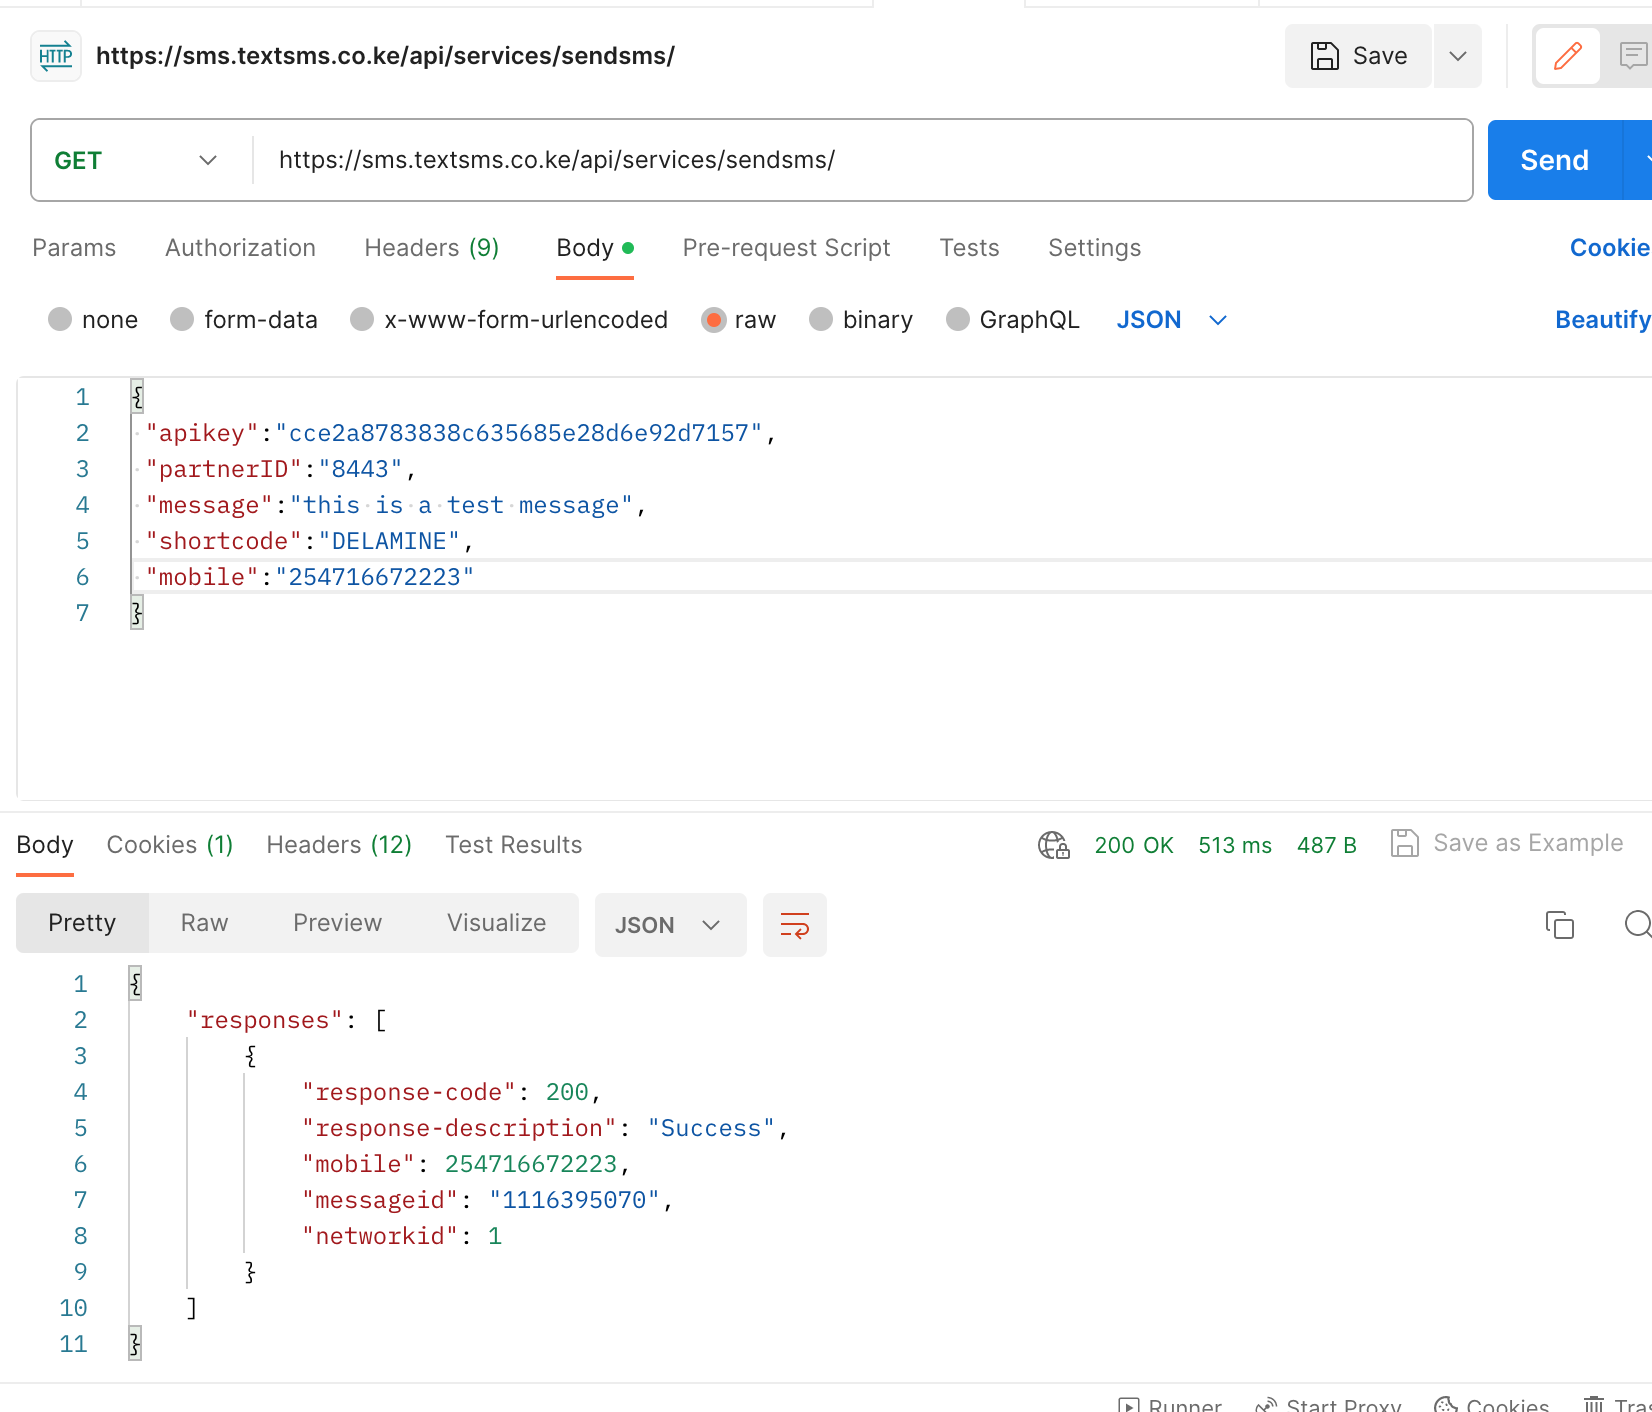 HTTP https://sms.textsms.co.ke/api/services/sendsms/ Save
GET https://sms.textsms.co.ke/api/services/sendsms/ Send
Params Authorization Headers (9) Body Pre-request Script Tests Settings Cookie
none form-data x-www-form-urlencoded raw binary GraphQL JSON Beautify
1 {
2 "apikey":"cce2a8783838c635685e28d6e92d7157",
3 "partnerID":"8443",
4 "message":"this is a test message",
5 "shortcode":"DELAMINE",
6 "mobile":"254716672223"
7 }
Body Cookies (1) Headers (12) Test Results 200 OK 513 ms 487 B Save as Example
Pretty Raw Preview Visualize JSON
1 {
2 "responses": [
3 {
4 "response-code": 200,
5 "response-description": "Success",
6 "mobile": 254716672223,
7 "messageid": "1116395070",
8 "networkid": 1
9 }
10 ]
11 }
Runner Start Proxy Cookies Tras